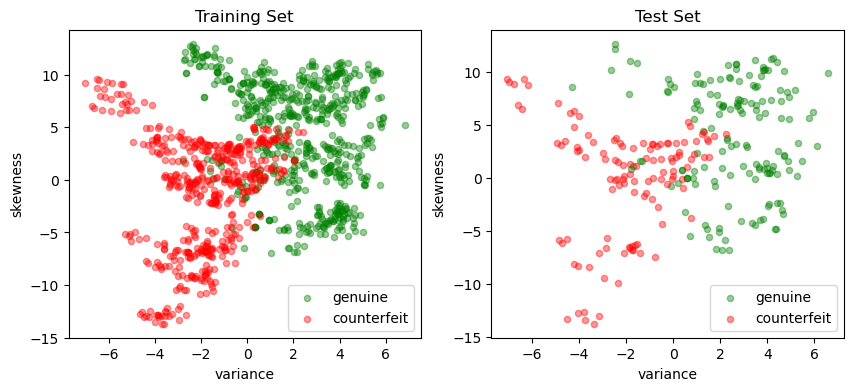 Training Set
skewness
10
5
0
−5
−10
−15
−6
−4
−2
0
2
4
6
variance
genuine
counterfeit
Test Set
skewness
10
5
0
−5
−10
−15
−6
−4
−2
0
2
4
6
variance
genuine
counterfeit